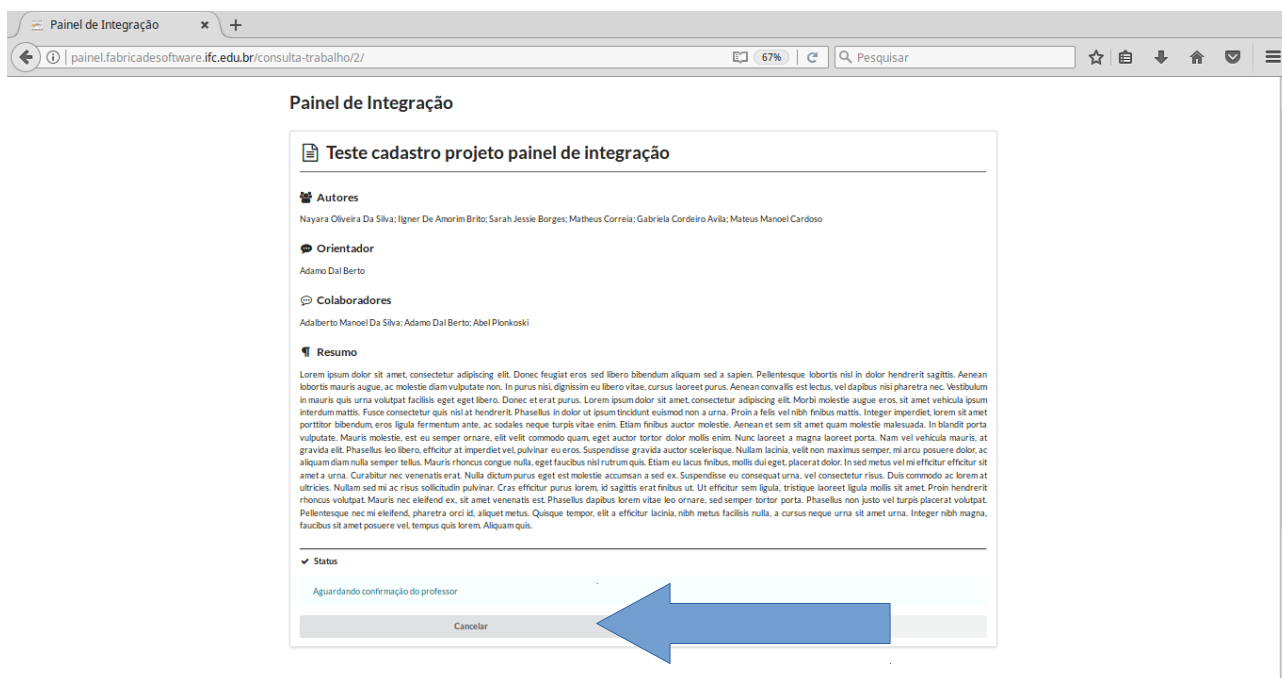 Painel de Integração
painel.fabricadesoftware.ifc.edu.br/consulta-trabalho/2/
67%
Pesquisar
Painel de Integração
Teste cadastro projeto painel de integração
Autores
Nayara Oliveira Da Silva; Ilgner De Amorim Brito; Sarah Jessie Borges; Matheus Correia; Gabriela Cordeiro Avila; Mateus Manoel Cardoso
Orientador
Adamo Dal Berto
Colaboradores
Adalberto Manoel Da Silva; Adamo Dal Berto; Abel Plonkoski
Resumo
Lorem ipsum dolor sit amet, consectetur adipiscing elit. Donec feugiat eros sed libero bibendum aliquam sed a sapien. Pellentesque lobortis nisl in dolor hendrerit sagittis. Aenean
lobortis mauris augue, ac molestie diam vulputate non. In purus nisi, dignissim eu libero vitae, cursus laoreet purus. Aenean convallis est lectus, vel dapibus nisi pharetra nec. Vestibulum
in mauris quis urna volutpat facilisis eget eget libero. Donec et erat purus. Lorem ipsum dolor sit amet, consectetur adipiscing elit. Morbi molestie augue eros, sit amet vehicula ipsum
interdum mattis. Fusce consectetur quis nisl at hendrerit. Phasellus in dolor ut ipsum tincidunt euismod non a urna. Proin a felis vel nibh finibus mattis. Integer imperdiet, lorem sit amet
porttitor bibendum, eros ligula fermentum ante, ac sodales neque turpis vitae enim. Etiam finibus auctor molestie. Aenean et sem sit amet quam molestie malesuada. In blandit porta
vulputate. Mauris molestie, est eu semper ornare, elit velit commodo quam, eget auctor tortor dolor mollis enim. Nunc laoreet a magna laoreet porta. Nam vel vehicula mauris, at
gravida elit. Phasellus leo libero, efficitur at imperdiet vel, pulvinar eu eros. Suspendisse gravida auctor scelerisque. Nullam lacinia, velit non maximus semper, mi arcu posuere dolor, ac
aliquam diam nulla semper tellus. Mauris rhoncus congue nulla, eget faucibus nisl rutrum quis. Etiam eu lacus finibus, mollis dui eget, placerat dolor. In sed metus vel mi efficitur efficitur sit
amet a urna. Curabitur nec venenatis erat. Nulla dictum purus eget est molestie accumsan a sed ex. Suspendisse eu consequat urna, vel consectetur risus. Duis commodo ac lorem at
ultricies. Nullam sed mi ac risus sollicitudin pulvinar. Cras efficitur purus lorem, id sagittis erat finibus ut. Ut efficitur sem ligula, tristique laoreet ligula mollis sit amet. Proin hendrerit
rhoncus volutpat. Mauris nec eleifend ex, sit amet venenatis est. Phasellus dapibus lorem vitae leo ornare, sed semper tortor porta. Phasellus non justo vel turpis placerat volutpat.
Pellentesque nec mi eleifend, pharetra orci id, aliquet metus. Quisque tempor, elit a efficitur lacinia, nibh metus facilisis nulla, a cursus neque urna sit amet urna. Integer nibh magna,
faucibus sit amet posuere vel, tempus quis lorem. Aliquam quis.
Status
Aguardando confirmação do professor
Cancelar